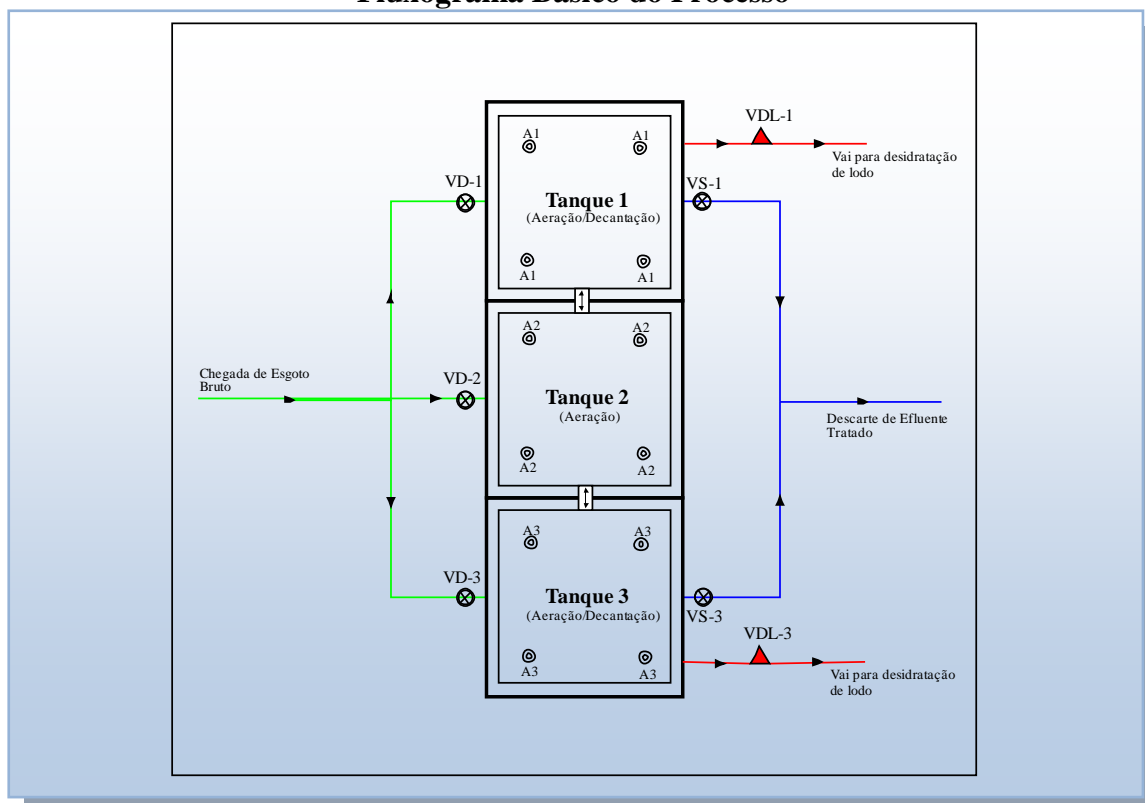 Fluxograma Básico do Processo
VDL-1
A1
A1
Vai para desidratação
de lodo
VD-1
VS-1
Tanque 1
(Aeração/Decantação)
A1
A1
A2
A2
Chegada de Esgoto
Bruto
VD-2
Tanque 2
(Aeração)
Descarte de Efluente
Tratado
A2
A2
A3
A3
VD-3
Tanque 3
(Aeração/Decantação)
VS-3
VDL-3
A3
A3
Vai para desidratação
de lodo